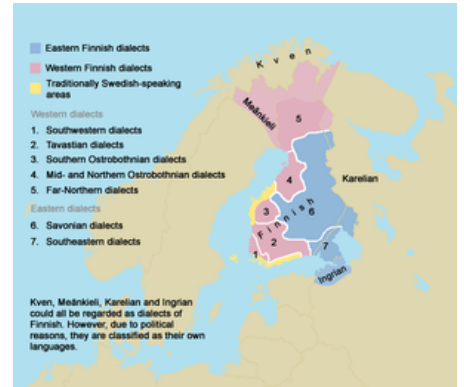 Eastern Finnish dialects
Western Finnish dialects
Traditionally Swedish-speaking
areas
Western dialects
1. Southwestern dialects
2. Tavastian dialects
3. Southern Ostrobothnian dialects
4. Mid- and Northern Ostrobothnian dialects
5. Far-Northern dialects
Eastern dialects
6. Savonian dialects
7. Southeastern dialects
Kven, Meänkieli, Karelian and Ingrian
could all be regarded as dialects of
Finnish. However, due to political
reasons, they are classified as their own
languages.
Kven
Meänkieli
5
4
Karelian
3
Finnish
6
2
7
1
Ingrian